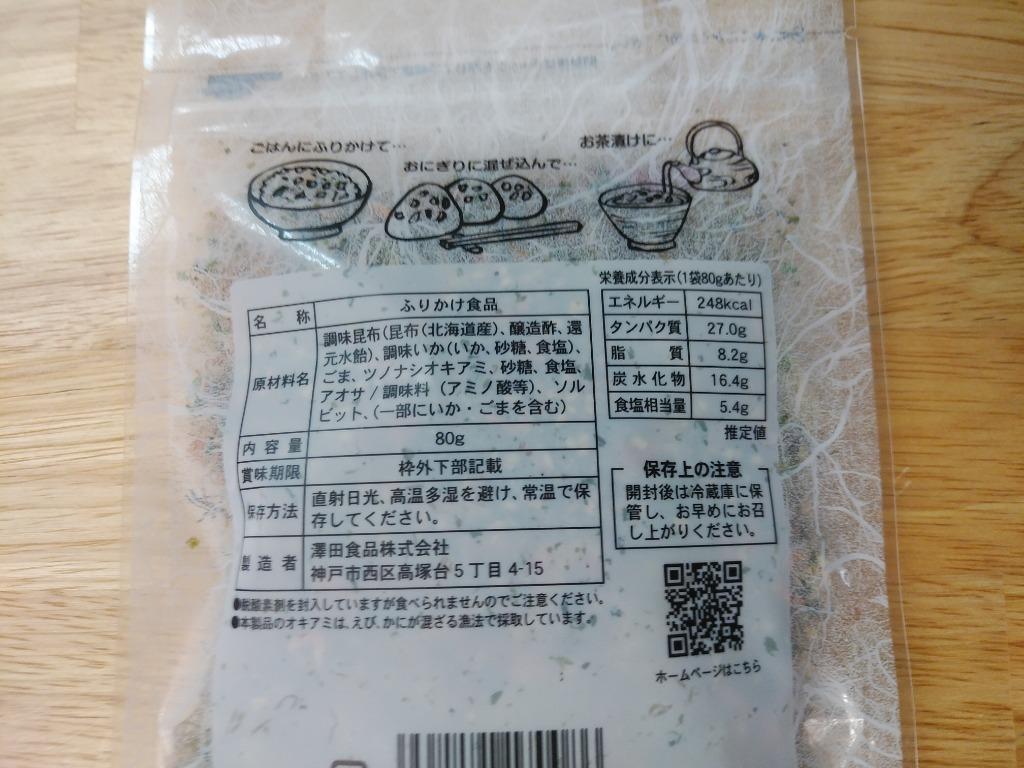 ごはんにふりかけて…
おにぎりに混ぜ込んで…
お茶漬けに…
名 称 ふりかけ食品
原材料名 調味昆布(昆布(北海道産)、醸造酢、還
元水飴)、調味いか(いか、砂糖、食塩)、
ごま、ツノナシオキアミ、砂糖、食塩、
アオサ/調味料(アミノ酸等)、ソル
ビット、(一部にいか・ごまを含む)
内容量 80g
賞味期限 枠外下部記載
保存方法 直射日光、高温多湿を避け、常温で保
存してください。
製造者 澤田食品株式会社
神戸市西区高塚台5丁目4-15
●脱酸素剤を封入していますが食べられませんのでご注意ください。
●本製品のオキアミは、えび、かにが混ざる漁法で採取しています。
栄養成分表示(1袋80gあたり)
エネルギー 248kcal
タンパク質 27.0g
脂 質 8.2g
炭水化物 16.4g
食塩相当量 5.4g
推定値
保存上の注意
開封後は冷蔵庫に保
管し、お早めにお召
し上がりください。
ホームページはこちら